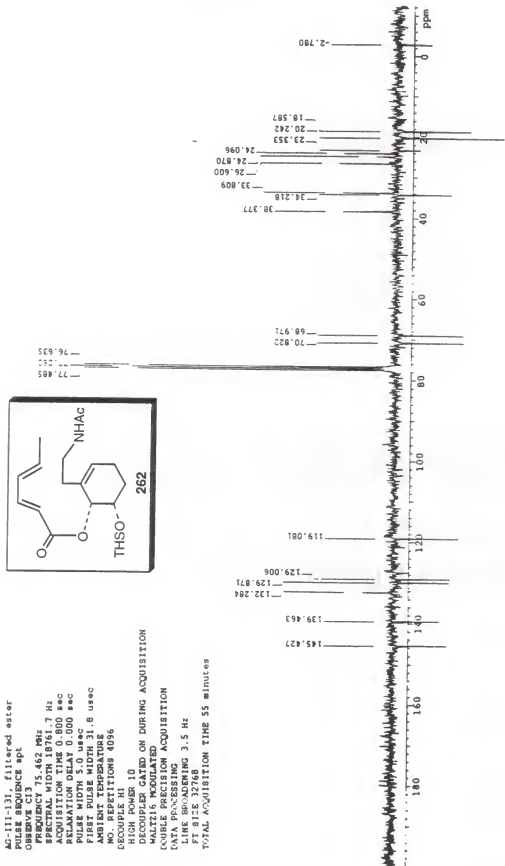 AG-III-131, filtered ester
PULSE SEQUENCE apt
OBSERVE C13
FREQUENCY 75.462 MHz
SPECTRAL WIDTH 18761.7 Hz
ACQUISITION TIME 0.800 sec
RELAXATION DELAY 0.000 sec
PULSE WIDTH 5.0 usec
FIRST PULSE WIDTH 31.8 usec
AMBIENT TEMPERATURE
NO. REPETITIONS 4096
DECOUPLE H1
HIGH POWER 10
DECOUPLER GATED ON DURING ACQUISITION
WALTZ16 MODULATED
DOUBLE PRECISION ACQUISITION
DATA PROCESSING
LINE BROADENING 3.5 Hz
FT SIZE 32768
TOTAL ACQUISITION TIME 55 minutes
O
O
NHAc
THSO
262
145.427
139.463
132.284
129.871
129.006
119.081
77.485
76.635
70.822
68.971
38.377
34.218
33.809
26.600
24.870
24.096
23.353
20.242
18.587
-2.780
180
160
140
120
100
80
60
40
20
0
ppm